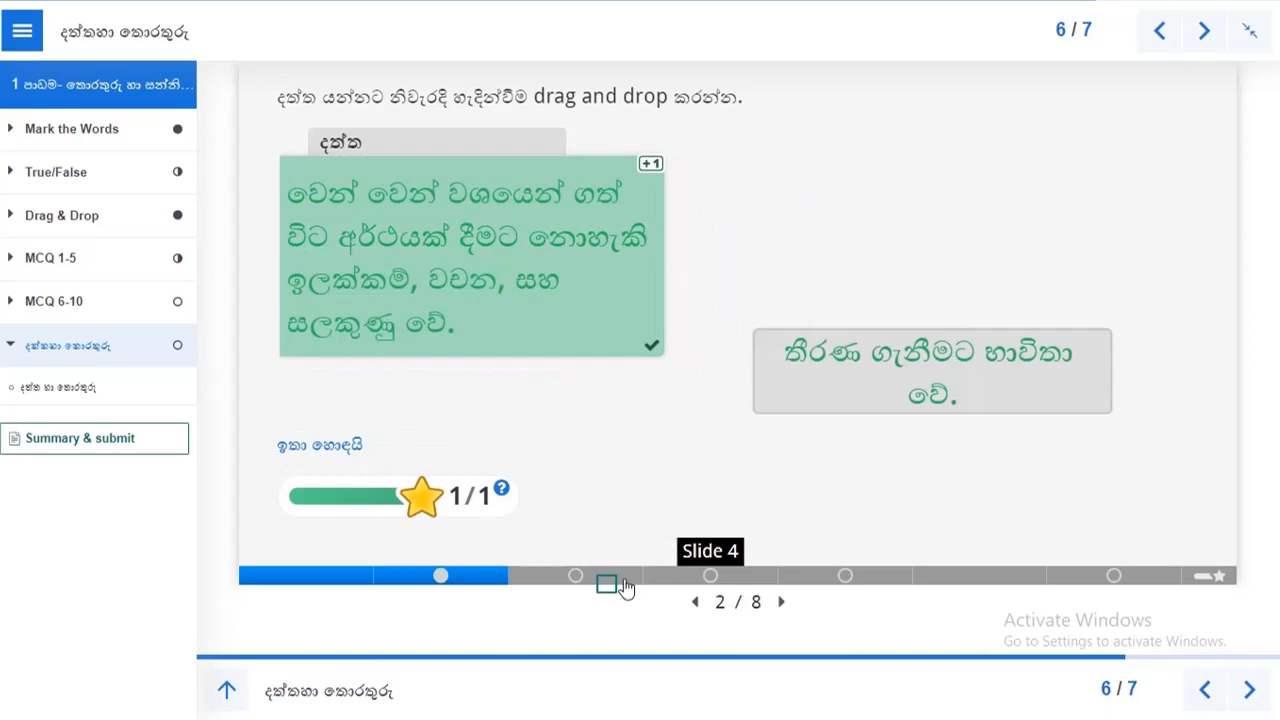 දත්තහා තොරතුරු
6 / 7
1 පාඩම- තොරතුරු හා සන්නි...
Mark the Words
True/False
Drag & Drop
MCQ 1-5
MCQ 6-10
දත්තහා තොරතුරු
දත්ත හා තොරතුරු
Summary & submit
දත්ත යන්නට නිවැරදි හැදින්වීම drag and drop කරන්න.
දත්ත
+1
වෙන් වෙන් වශයෙන් ගත්
විට අර්ථයක් දීමට නොහැකි
ඉලක්කම්, වචන, සහ
සලකුණු වේ.
තීරණ ගැනීමට භාවිතා
වේ.
ඉතා හොඳයි
1/1
?
Slide 4
2 / 8
Activate Windows
Go to Settings to activate Windows.
දත්තහා තොරතුරු
6 / 7